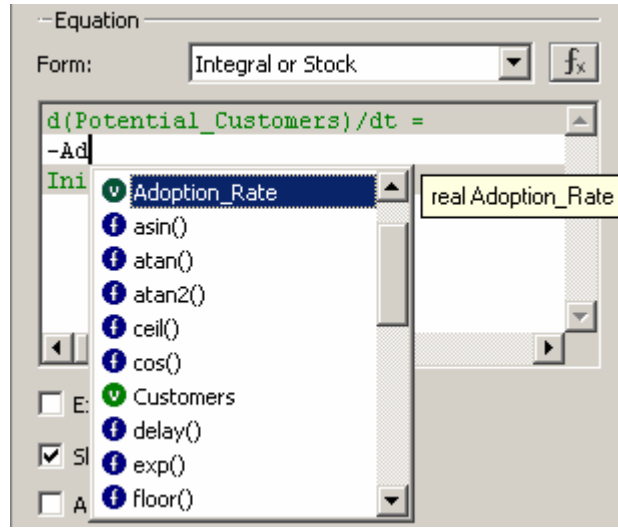 Equation
Form: Integral or Stock fx
d(Potential_Customers)/dt =
-Ad
Ini
Adoption_Rate
real Adoption_Rate
asin()
atan()
atan2()
ceil()
cos()
Customers
delay()
exp()
floor()